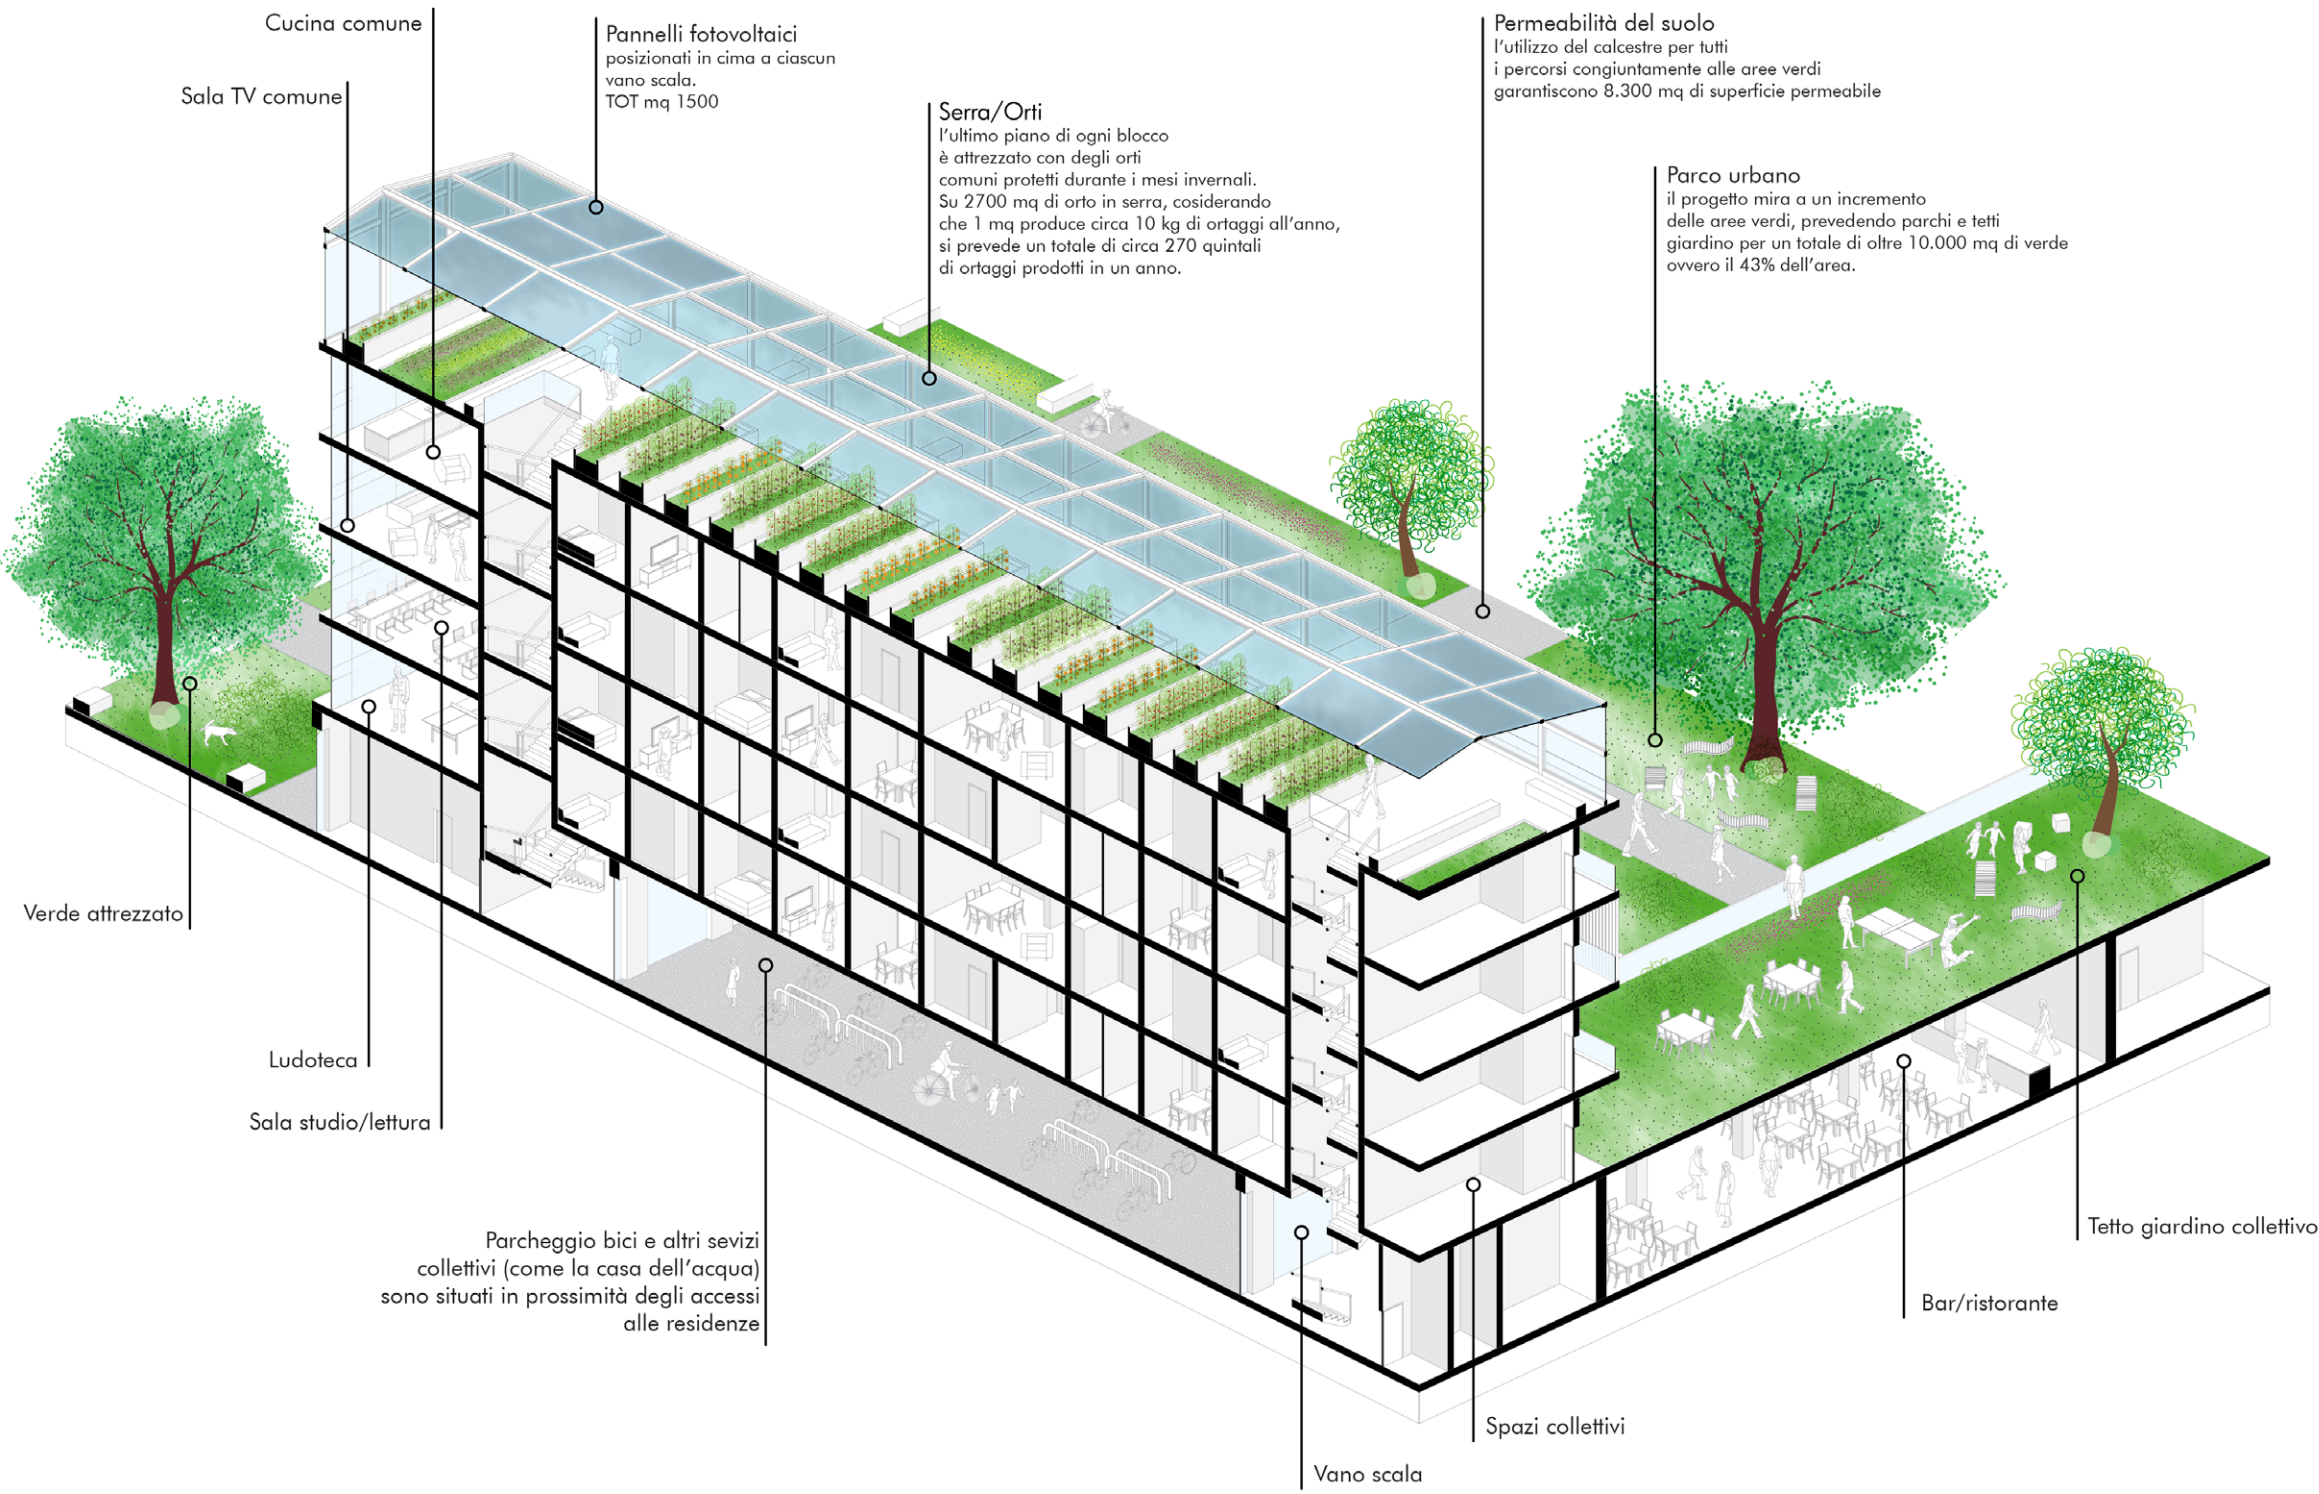 Cucina comune
Sala TV comune
Pannelli fotovoltaici
posizionati in cima a ciascun
vano scala.
TOT mq 1500
Serra/Orti
l'ultimo piano di ogni blocco
è attrezzato con degli orti
comuni protetti durante i mesi invernali.
Su 2700 mq di orto in serra, cosiderando
che 1 mq produce circa 10 kg di ortaggi all'anno,
si prevede un totale di circa 270 quintali
di ortaggi prodotti in un anno.
Permeabilità del suolo
l'utilizzo del calcestre per tutti
i percorsi congiuntamente alle aree verdi
garantiscono 8.300 mq di superficie permeabile
Parco urbano
il progetto mira a un incremento
delle aree verdi, prevedendo parchi e tetti
giardino per un totale di oltre 10.000 mq di verde
ovvero il 43% dell'area.
Verde attrezzato
Ludoteca
Sala studio/lettura
Parcheggio bici e altri sevizi
collettivi (come la casa dell'acqua)
sono situati in prossimità degli accessi
alle residenze
Tetto giardino collettivo
Bar/ristorante
Spazi collettivi
Vano scala